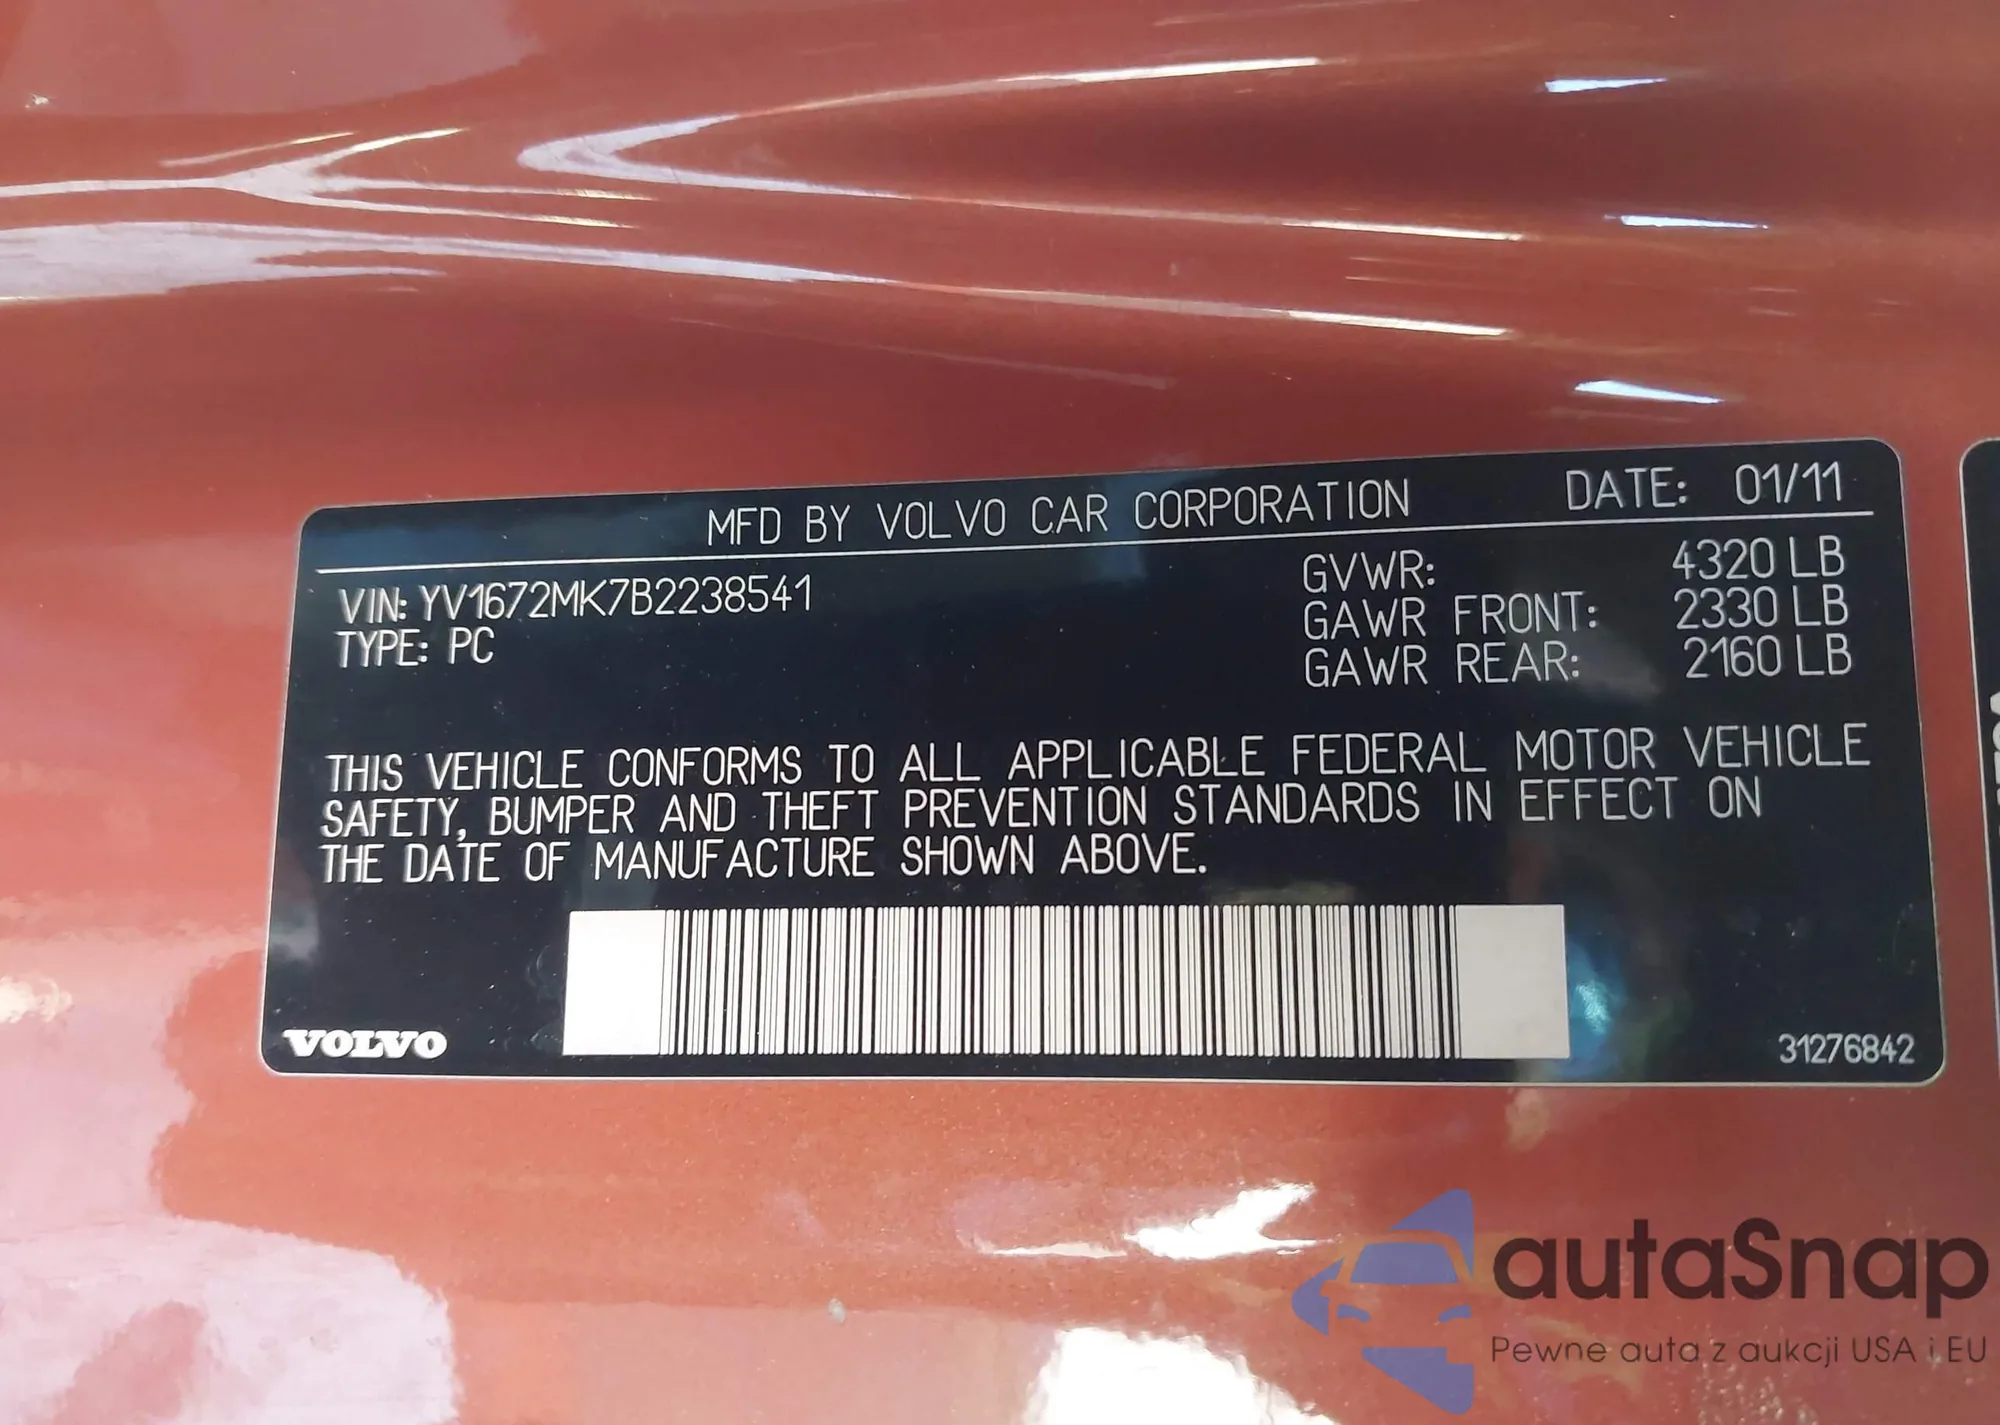 MFD BY VOLVO CAR CORPORATION DATE: 01/11
VIN: YV1672MK7B2238541 GVWR: 4320 LB
TYPE: PC GAWR FRONT: 2330 LB
GAWR REAR: 2160 LB
THIS VEHICLE CONFORMS TO ALL APPLICABLE FEDERAL MOTOR VEHICLE
SAFETY, BUMPER AND THEFT PREVENTION STANDARDS IN EFFECT ON
THE DATE OF MANUFACTURE SHOWN ABOVE.
VOLVO 31276842
autaSnap
Pewne auta z aukcji USA i EU